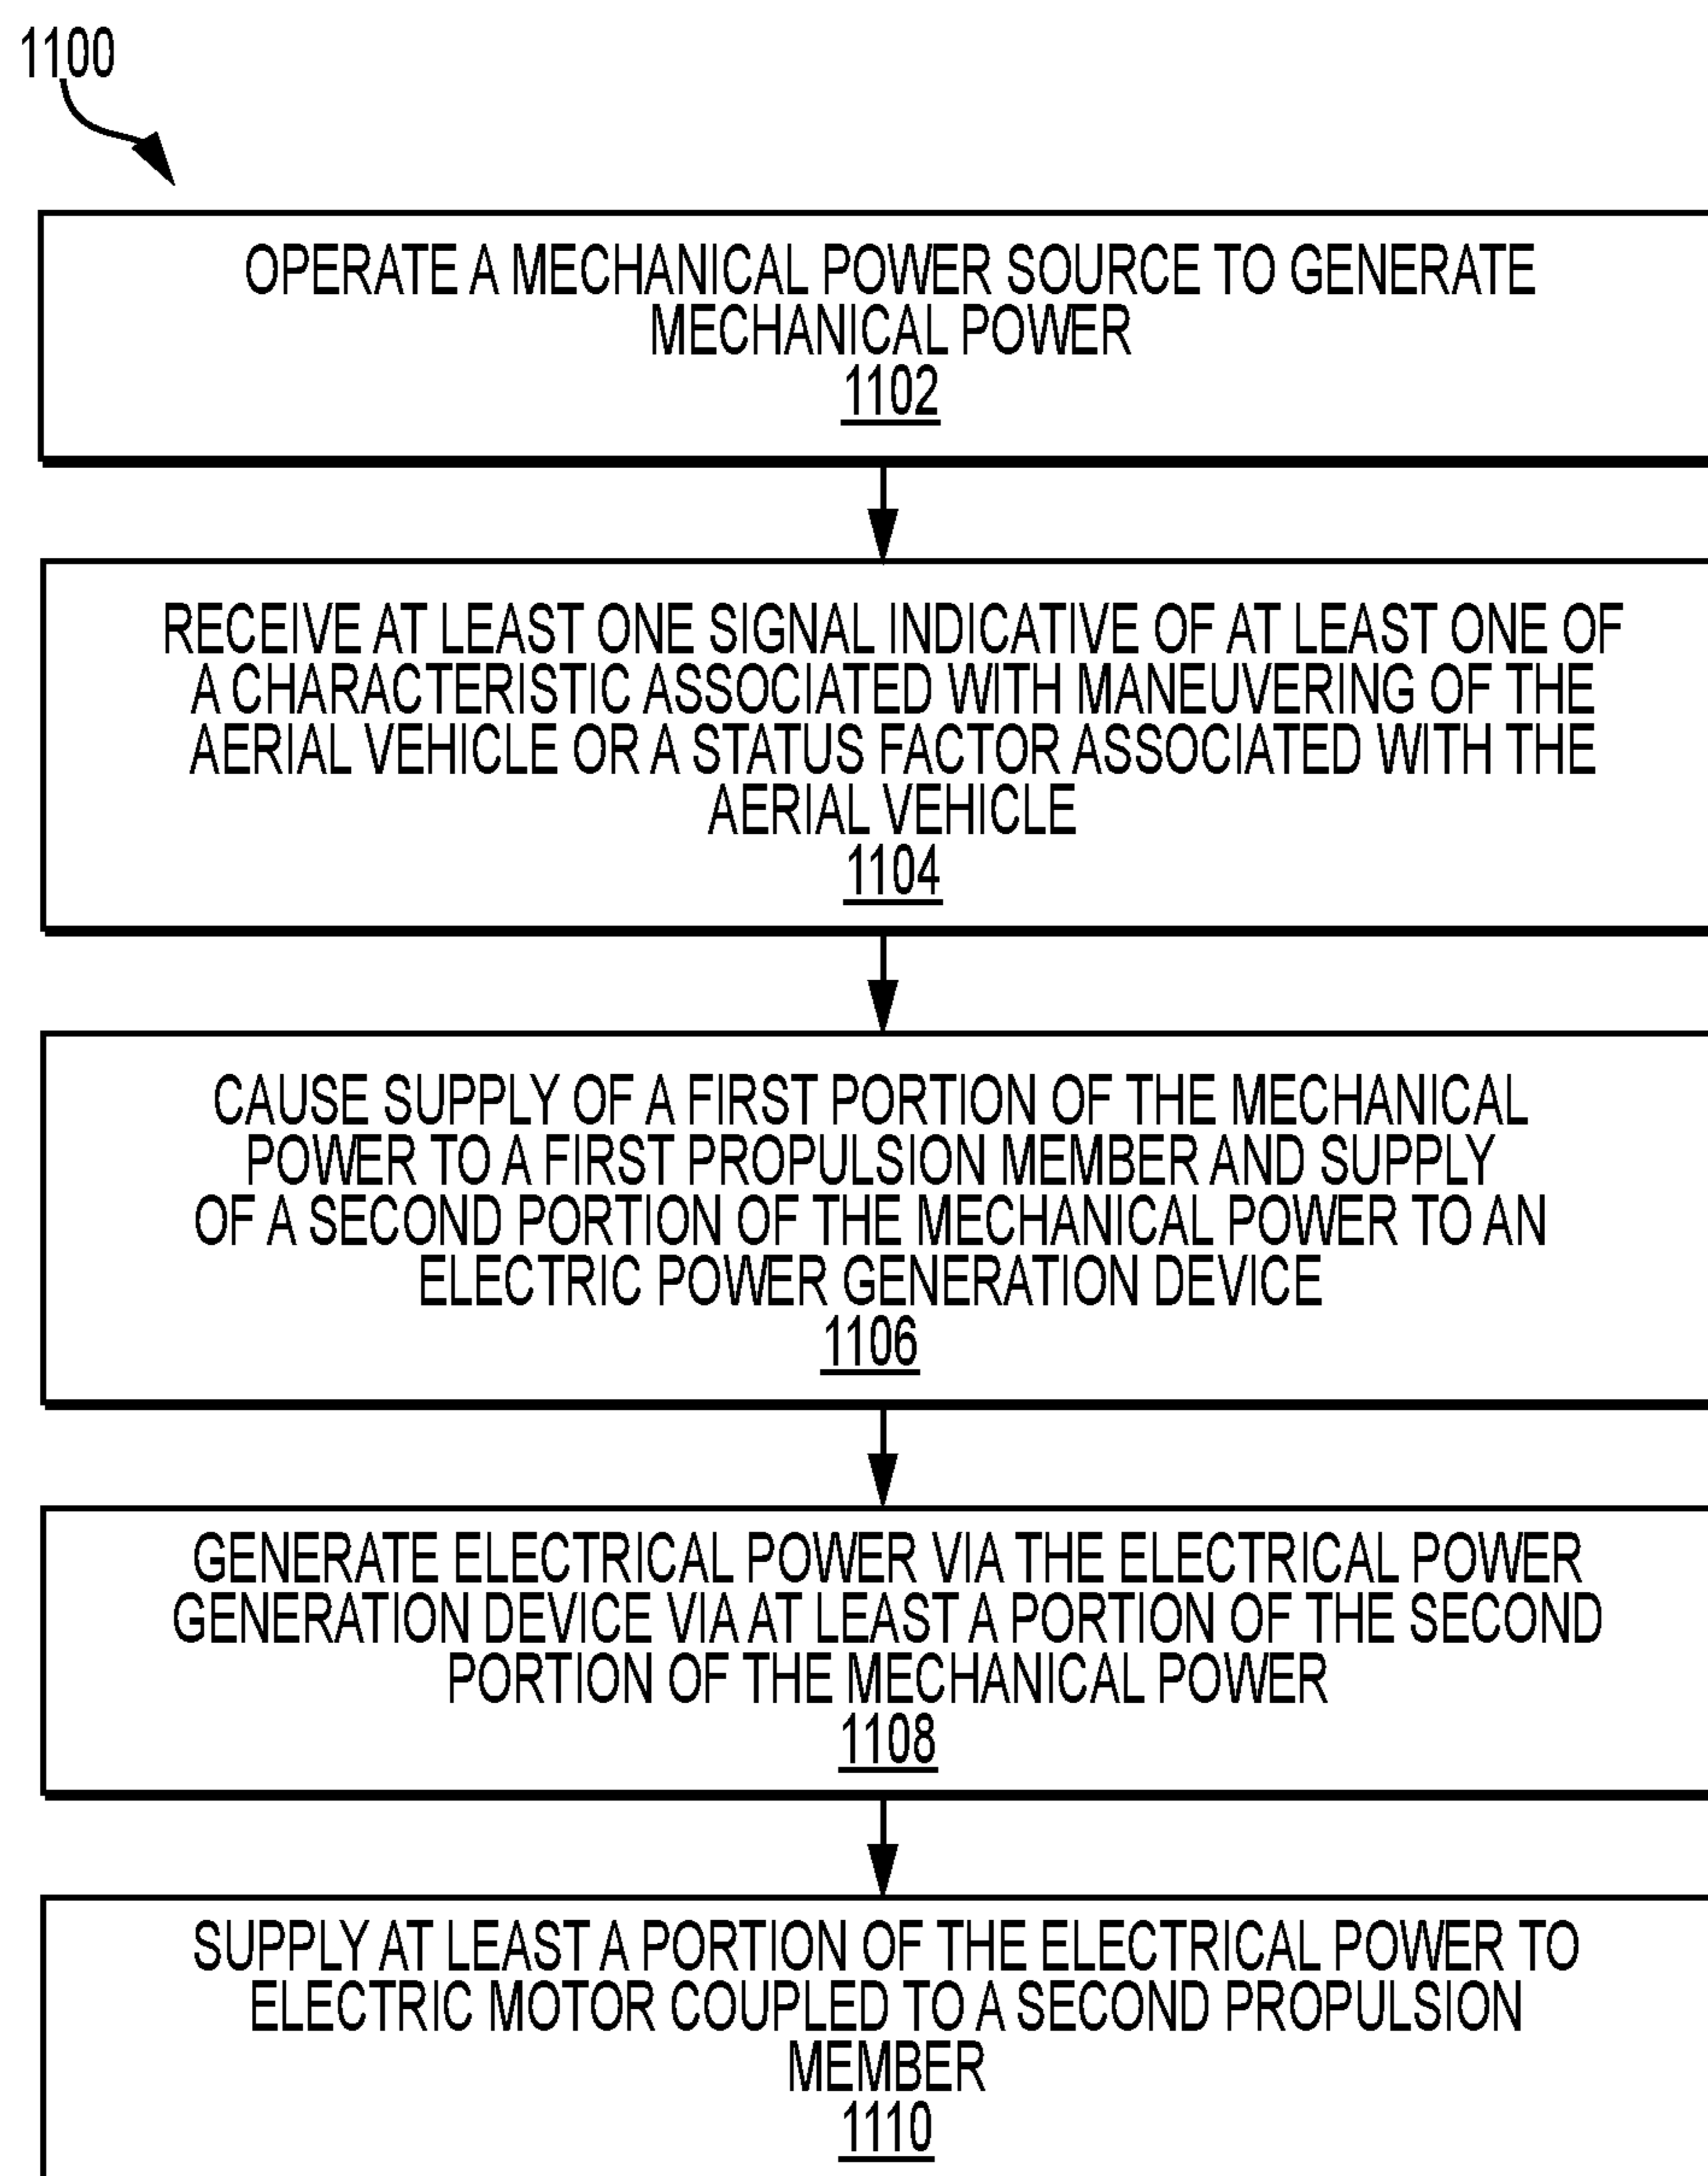 1100
OPERATE A MECHANICAL POWER SOURCE TO GENERATE
MECHANICAL POWER
1102
RECEIVE AT LEAST ONE SIGNAL INDICATIVE OF AT LEAST ONE OF
A CHARACTERISTIC ASSOCIATED WITH MANEUVERING OF THE
AERIAL VEHICLE OR A STATUS FACTOR ASSOCIATED WITH THE
AERIAL VEHICLE
1104
CAUSE SUPPLY OF A FIRST PORTION OF THE MECHANICAL
POWER TO A FIRST PROPULSION MEMBER AND SUPPLY
OF A SECOND PORTION OF THE MECHANICAL POWER TO AN
ELECTRIC POWER GENERATION DEVICE
1106
GENERATE ELECTRICAL POWER VIA THE ELECTRICAL POWER
GENERATION DEVICE VIA AT LEAST A PORTION OF THE SECOND
PORTION OF THE MECHANICAL POWER
1108
SUPPLY AT LEAST A PORTION OF THE ELECTRICAL POWER TO
ELECTRIC MOTOR COUPLED TO A SECOND PROPULSION
MEMBER
1110